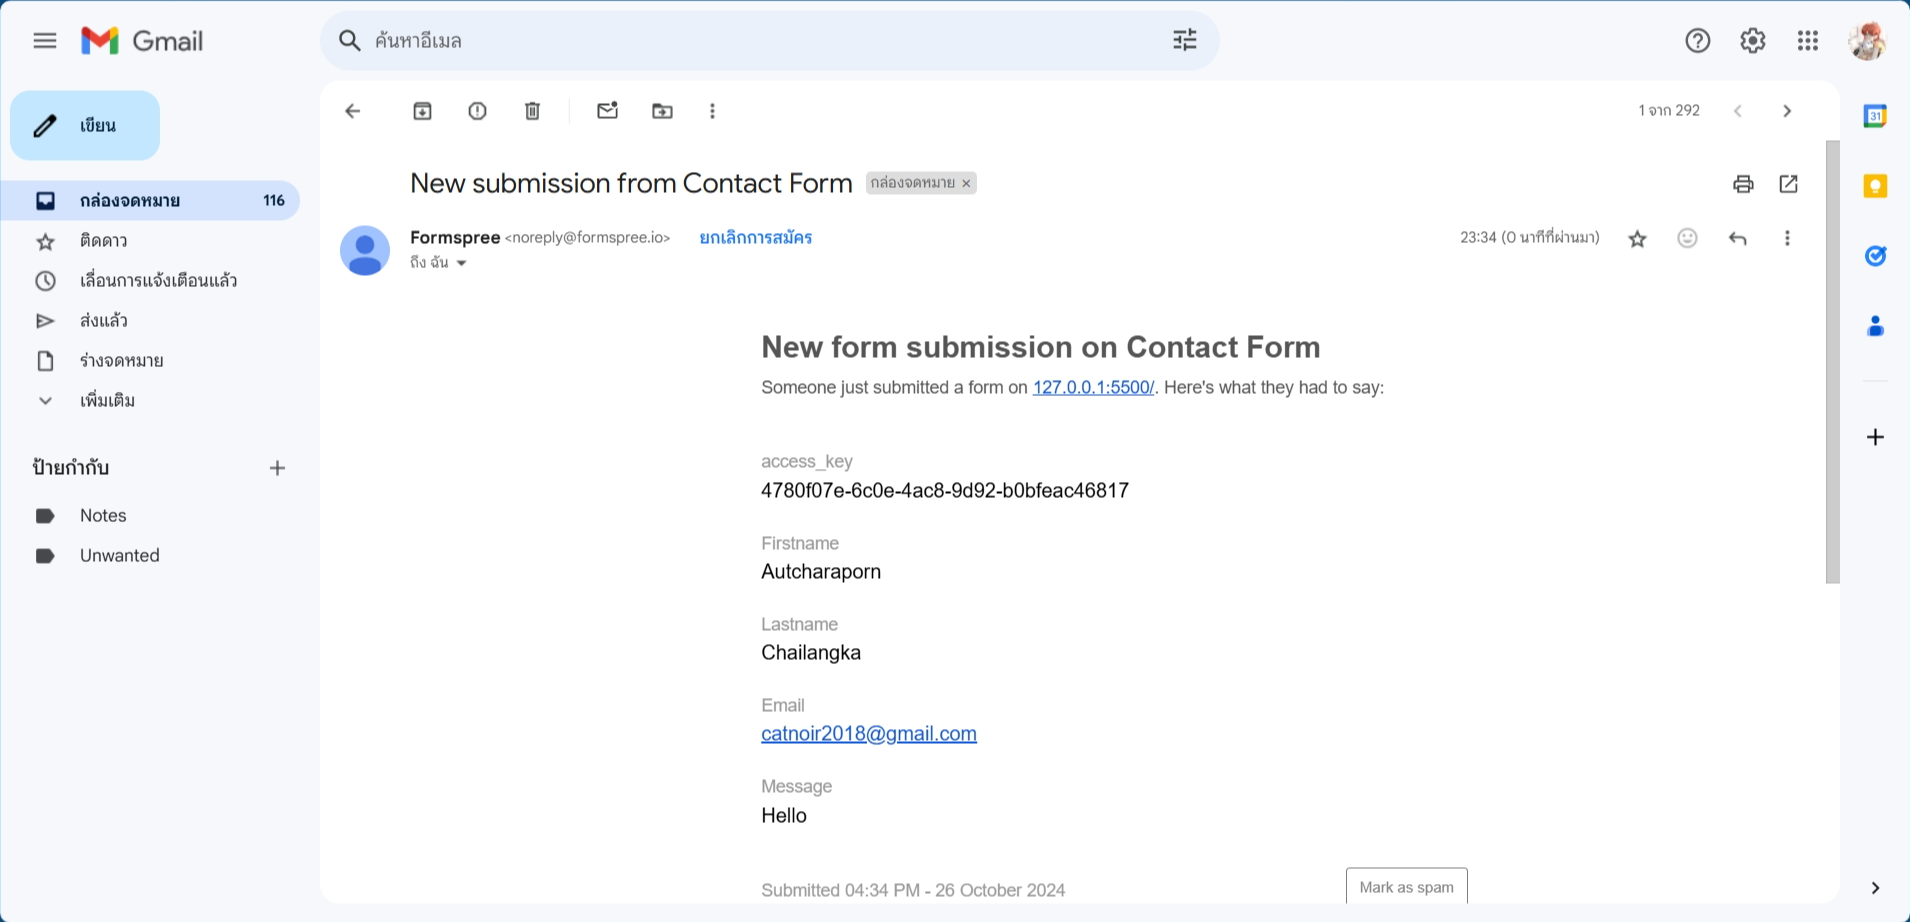 Gmail
ค้นหาอีเมล
เขียน
กล่องจดหมาย 116
ติดดาว
เลื่อนการแจ้งเตือนแล้ว
ส่งแล้ว
ร่างจดหมาย
เพิ่มเติม
ป้ายกำกับ
Notes
Unwanted
1 จาก 292
New submission from Contact Form กล่องจดหมาย ×
Formspree <noreply@formspree.io> ยกเลิกการสมัคร 23:34 (0 นาทีที่ผ่านมา)
ถึง ฉัน
New form submission on Contact Form
Someone just submitted a form on 127.0.0.1:5500/. Here's what they had to say:
access_key
4780f07e-6c0e-4ac8-9d92-b0bfeac46817
Firstname
Autcharaporn
Lastname
Chailangka
Email
catnoir2018@gmail.com
Message
Hello
Submitted 04:34 PM - 26 October 2024
Mark as spam
31